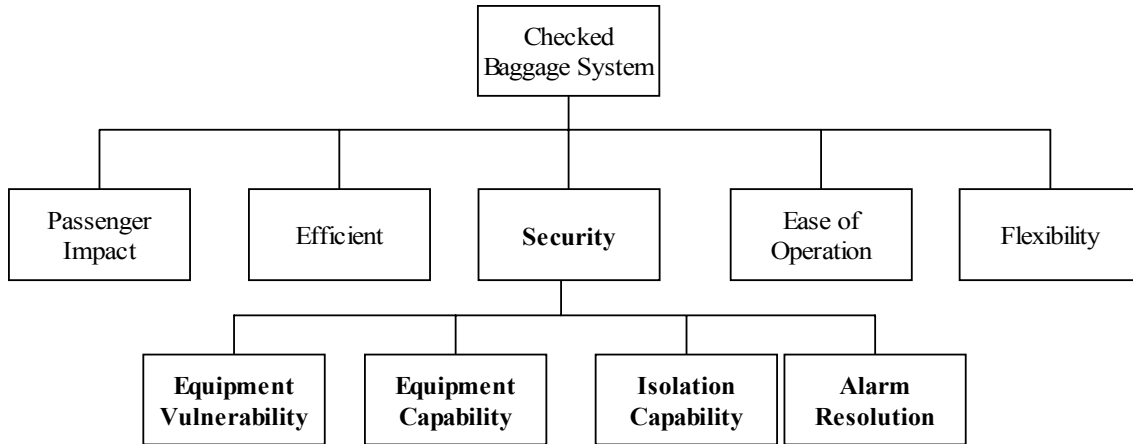 Checked
Baggage System
Passenger
Impact
Efficient
Security
Ease of
Operation
Flexibility
Equipment
Vulnerability
Equipment
Capability
Isolation
Capability
Alarm
Resolution